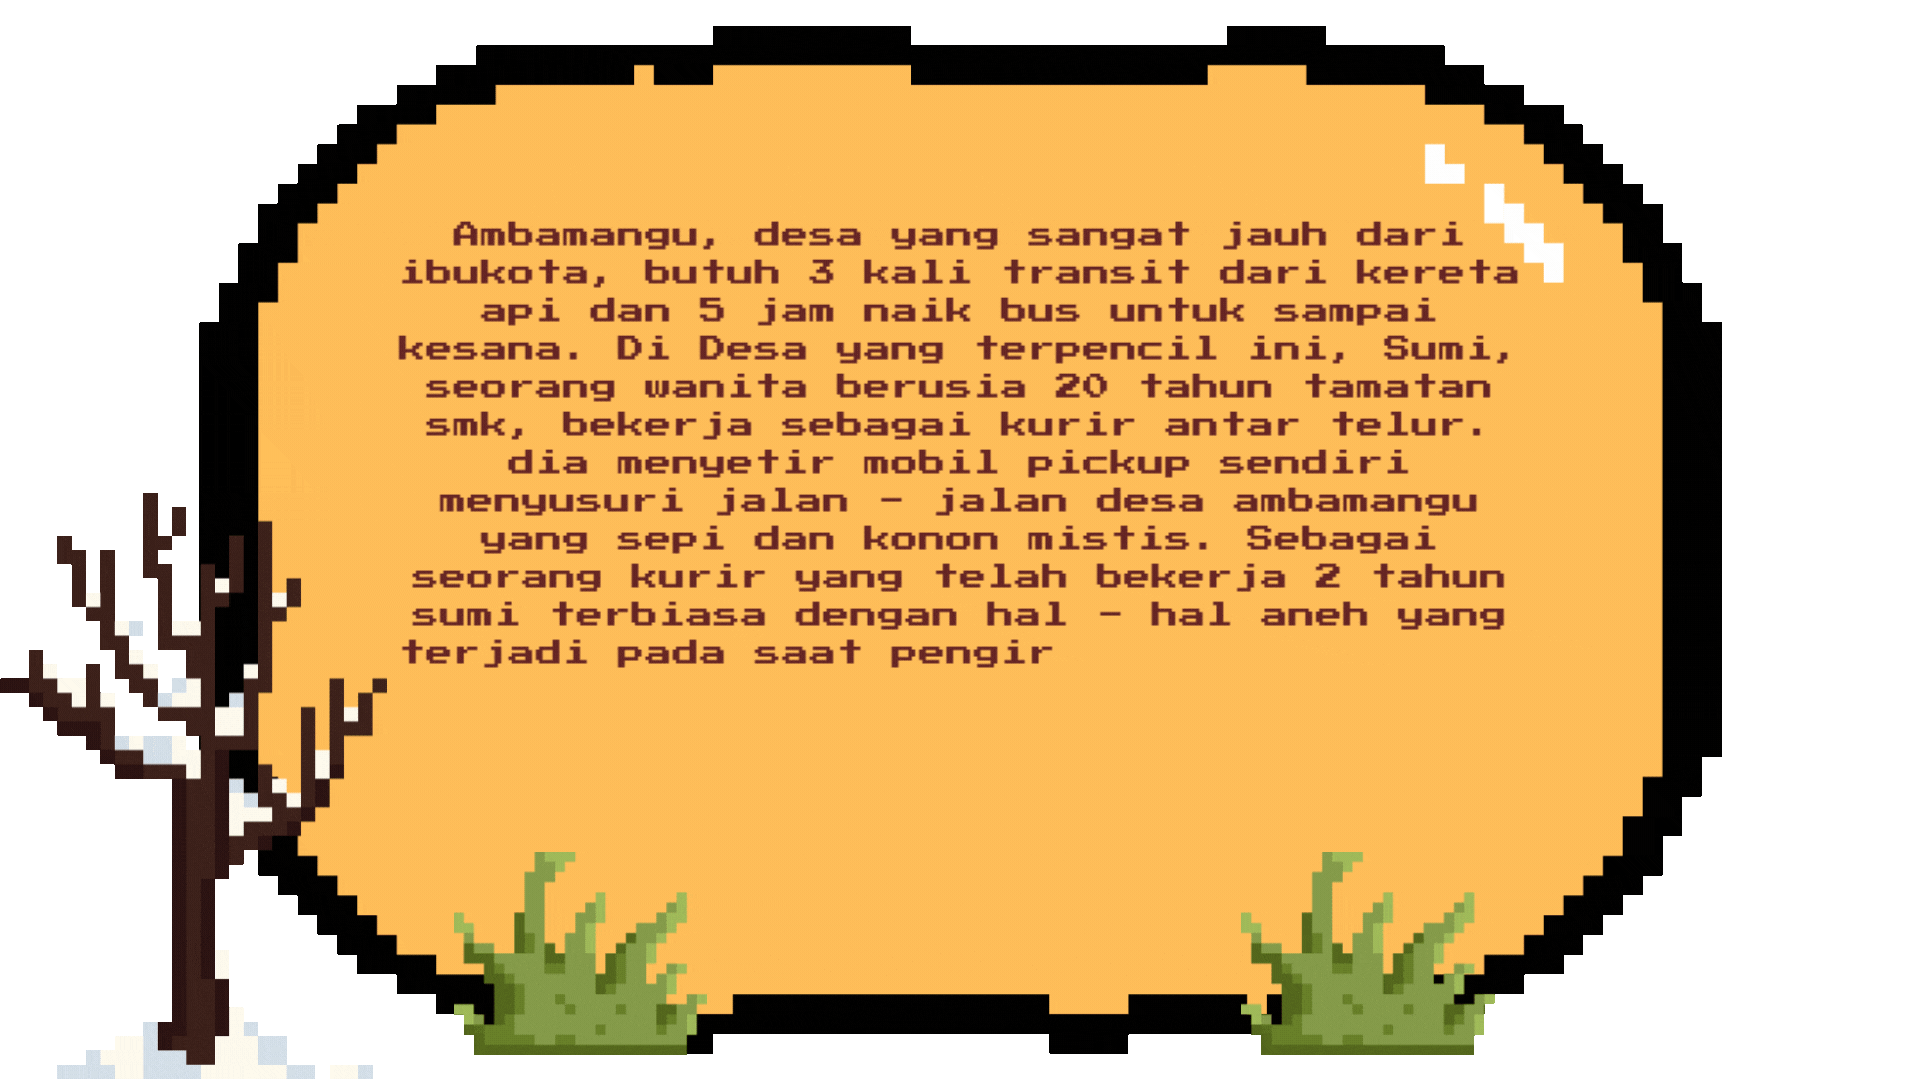 Ambamangu, desa yang sangat jauh dari
ibukota, butuh 3 kali transit dari kereta
api dan 5 jam naik bus untuk sampai
kesana. Di Desa yang terpencil ini, Sumi,
seorang wanita berusia 20 tahun tamatan
smk, bekerja sebagai kurir antar telur.
dia menyetir mobil pickup sendiri
menyusuri jalan - jalan desa ambamangu
yang sepi dan konon mistis. Sebagai
seorang kurir yang telah bekerja 2 tahun
sumi terbiasa dengan hal - hal aneh yang
terjadi pada saat pengir